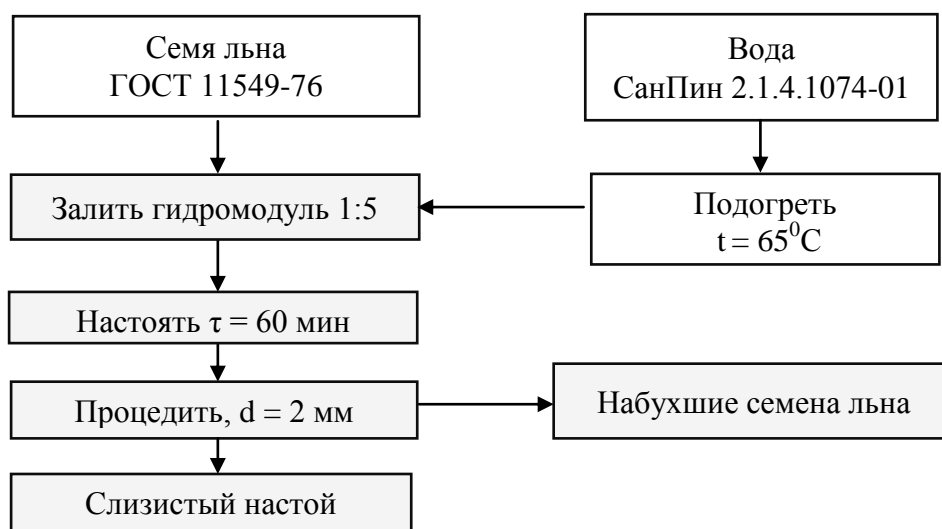 Семя льна
ГОСТ 11549-76
Вода
СанПин 2.1.4.1074-01
Залить гидромодуль 1:5
Подогреть
t = 65⁰С
Настоять τ = 60 мин
Процедить, d = 2 мм
Набухшие семена льна
Слизистый настой